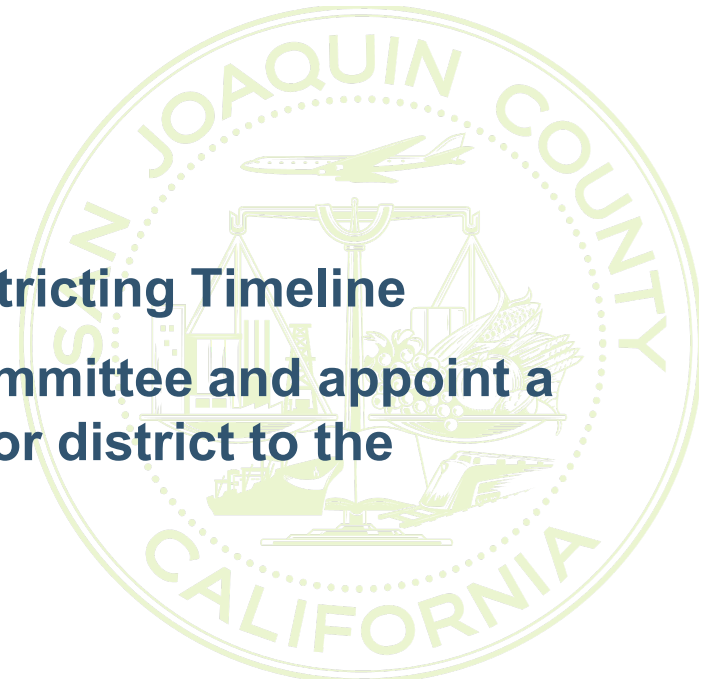 SAN JOAQUIN COUNTY
tricting Timeline
mmittee and appoint a
or district to the
CALIFORNIA